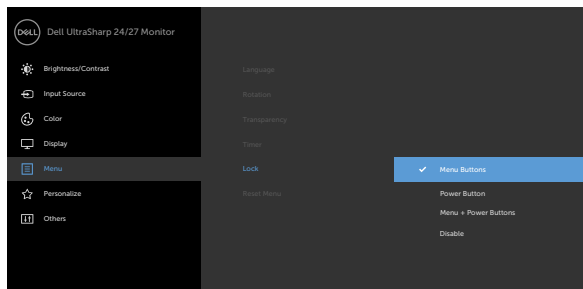 DELL
Dell UltraSharp 24/27 Monitor
Brightness/Contrast
Input Source
Color
Display
Menu
Personalize
Others
Language
Rotation
Transparency
Timer
Lock
Reset Menu
Menu Buttons
Power Button
Menu + Power Buttons
Disable